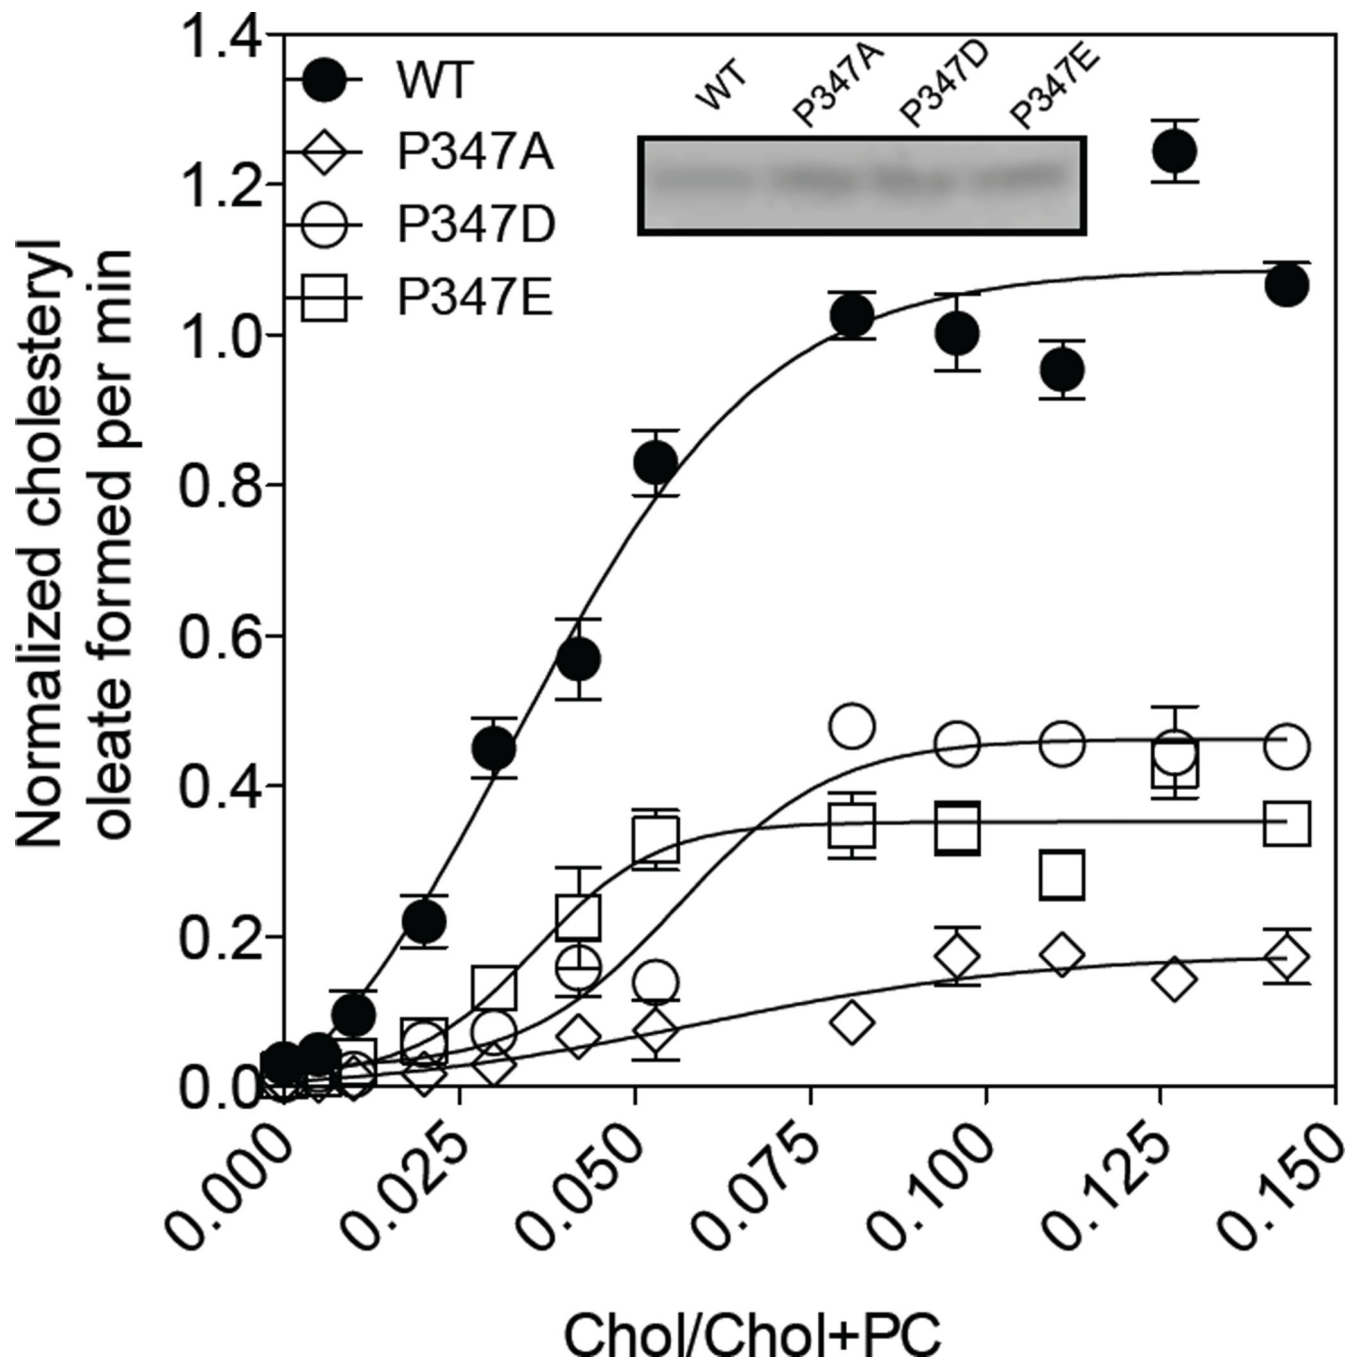 1.4
1.2
1.0
0.8
0.6
0.4
0.2
0.0
Normalized cholesteryl
oleate formed per min
WT
P347A
P347D
P347E
WT
P347A
P347D
P347E
0.000
0.025
0.050
0.075
0.100
0.125
0.150
Chol/Chol+PC